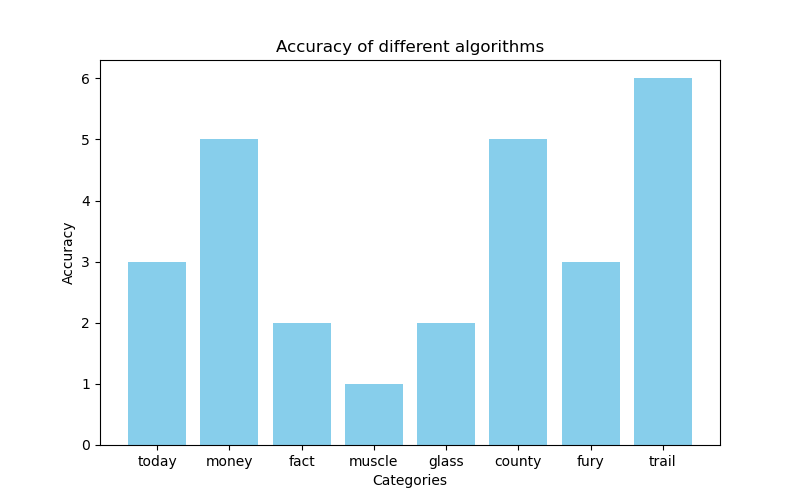 Accuracy of different algorithms
6
5
4
3
2
1
0
Accuracy
today money fact muscle glass county fury trail
Categories